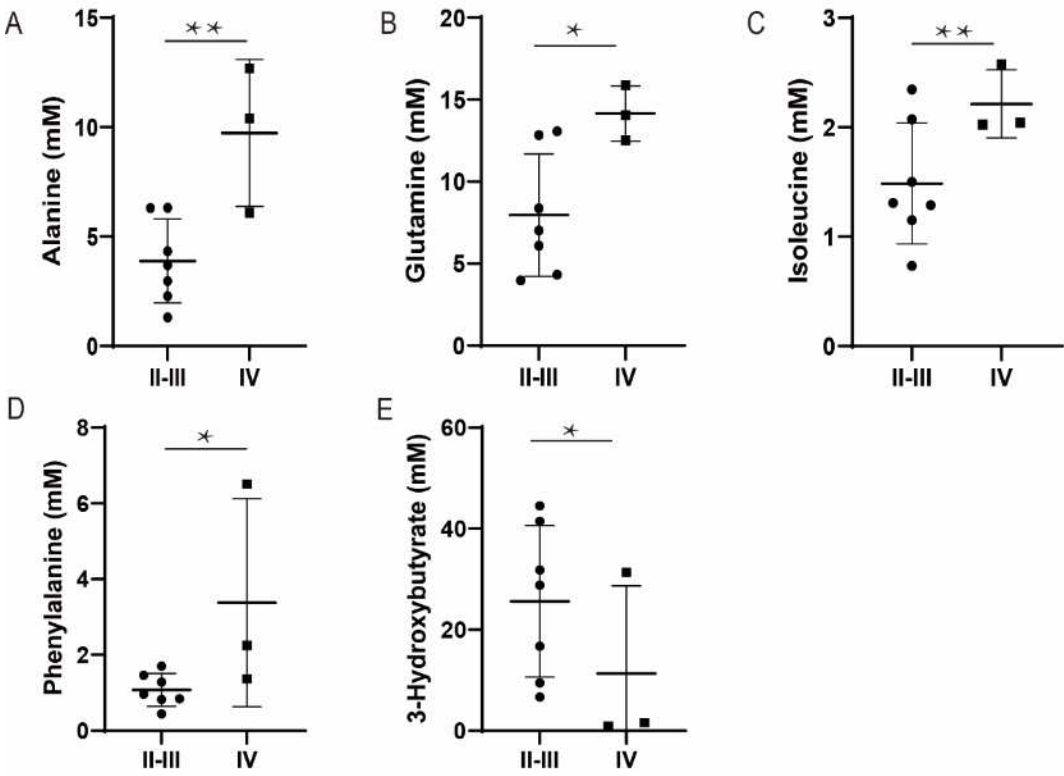 A
Alanine (mM)
15
10
5
0
**
II-III
IV
B
Glutamine (mM)
20
15
10
5
0
*
II-III
IV
C
Isoleucine (mM)
3
2
1
0
**
II-III
IV
D
Phenylalanine (mM)
8
6
4
2
0
*
II-III
IV
E
3-Hydroxybutyrate (mM)
60
40
20
0
*
II-III
IV